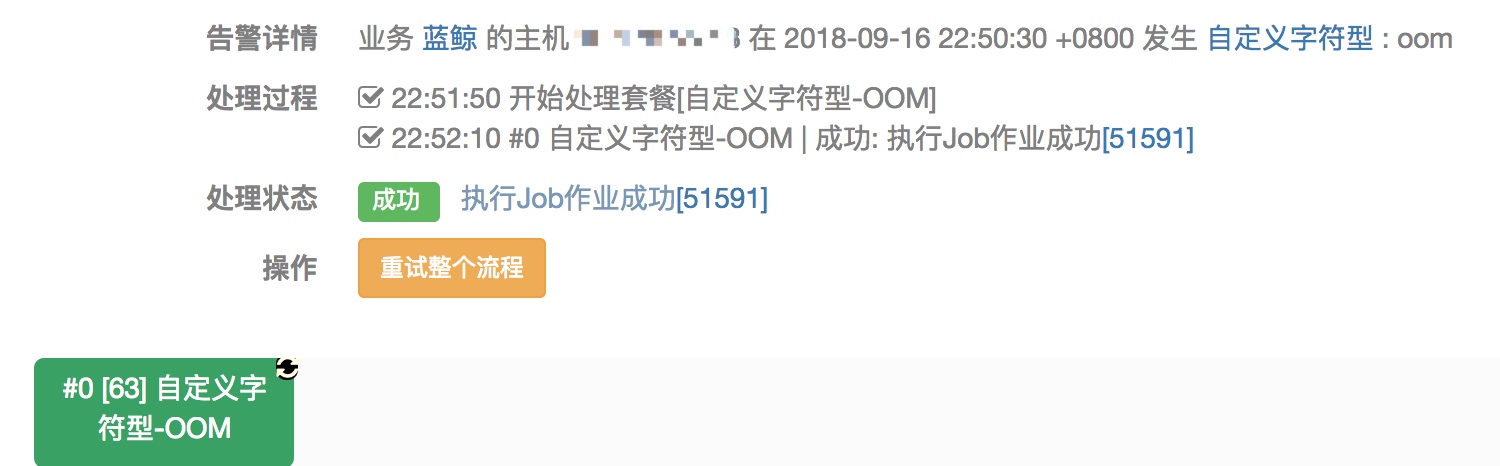 告警详情 业务 蓝鲸 的主机 在 2018-09-16 22:50:30 +0800 发生 自定义字符型 : oom
处理过程 22:51:50 开始处理套餐[自定义字符型-OOM]
22:52:10 #0 自定义字符型-OOM | 成功: 执行Job作业成功[51591]
处理状态 成功 执行Job作业成功[51591]
操作 重试整个流程
#0 [63] 自定义字
符型-OOM